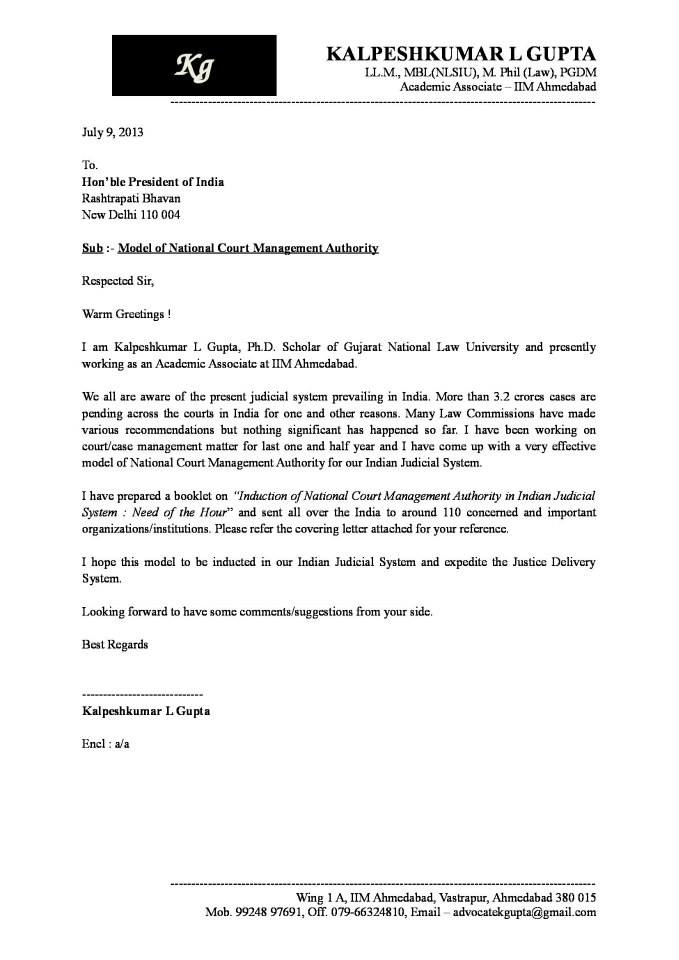 Kg
KALPESHKUMAR L GUPTA
LL.M., MBL(NLSIU), M. Phil (Law), PGDM
Academic Associate – IIM Ahmedabad
July 9, 2013
To.
Hon’ble President of India
Rashtrapati Bhavan
New Delhi 110 004
Sub :- Model of National Court Management Authority
Respected Sir,
Warm Greetings !
I am Kalpeshkumar L Gupta, Ph.D. Scholar of Gujarat National Law University and presently
working as an Academic Associate at IIM Ahmedabad.
We all are aware of the present judicial system prevailing in India. More than 3.2 crores cases are
pending across the courts in India for one and other reasons. Many Law Commissions have made
various recommendations but nothing significant has happened so far. I have been working on
court/case management matter for last one and half year and I have come up with a very effective
model of National Court Management Authority for our Indian Judicial System.
I have prepared a booklet on “Induction of National Court Management Authority in Indian Judicial
System : Need of the Hour” and sent all over the India to around 110 concerned and important
organizations/institutions. Please refer the covering letter attached for your reference.
I hope this model to be inducted in our Indian Judicial System and expedite the Justice Delivery
System.
Looking forward to have some comments/suggestions from your side.
Best Regards
-----------------------------
Kalpeshkumar L Gupta
Encl : a/a
Wing 1 A, IIM Ahmedabad, Vastrapur, Ahmedabad 380 015
Mob. 99248 97691, Off. 079-66324810, Email – advocatekgupta@gmail.com